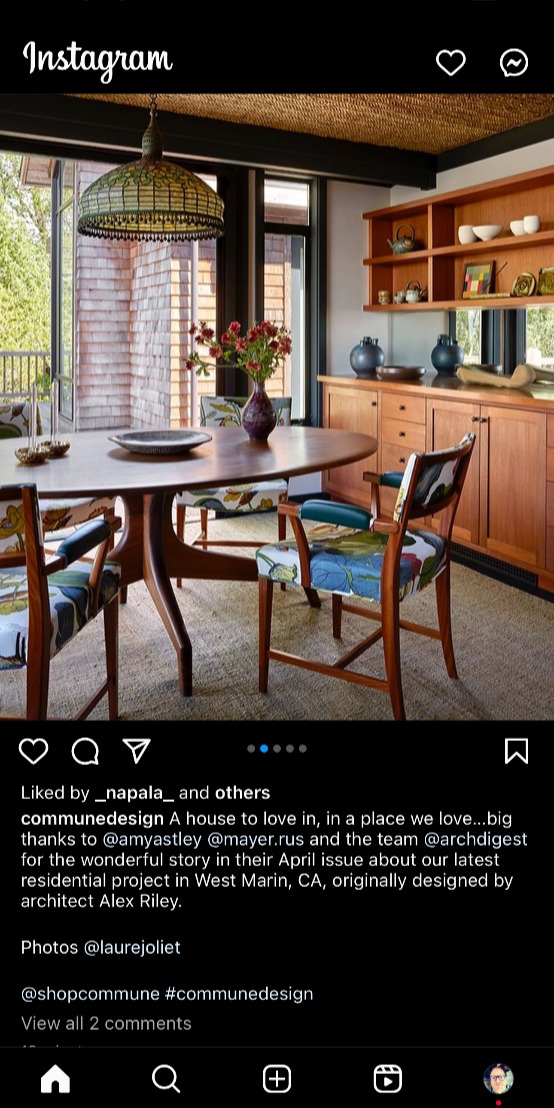 Instagram
Liked by _napala_ and others
communedesign A house to love in, in a place we love...big
thanks to @amyastley @mayer.rus and the team @archdigest
for the wonderful story in their April issue about our latest
residential project in West Marin, CA, originally designed by
architect Alex Riley.
Photos @laurejoliet
@shopcommune #communedesign
View all 2 comments